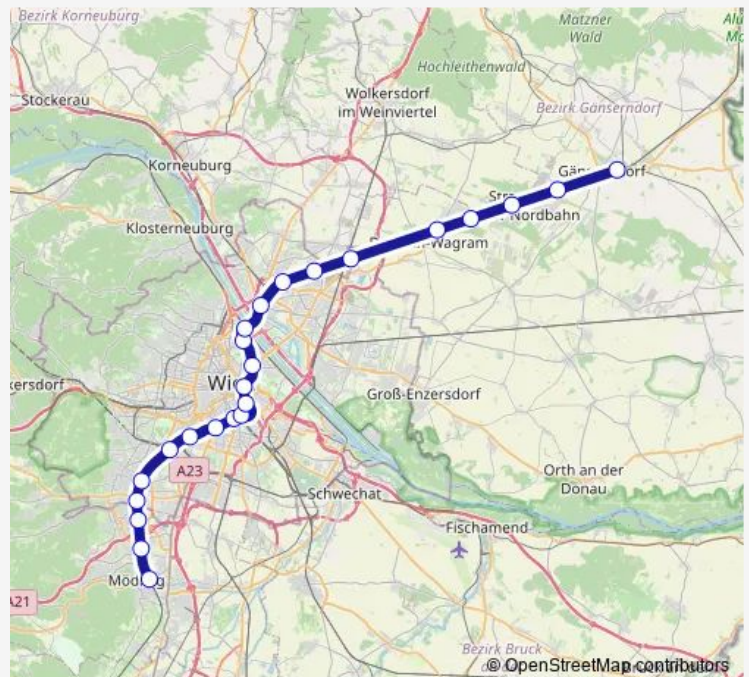 Bezirk Korneuburg
Matzner
Wald
Stockerau
Hochleithenwald
Wolkersdorf
im Weinviertel
Bezirk Gänserndorf
Korneuburg
Klosterneuburg
Nordbahn
-Wagram
Groß-Enzersdorf
A23
Orth an der
Donau
Schwechat
Fischamend
A21
Bezirk Bruck
© OpenStreetMap contributors